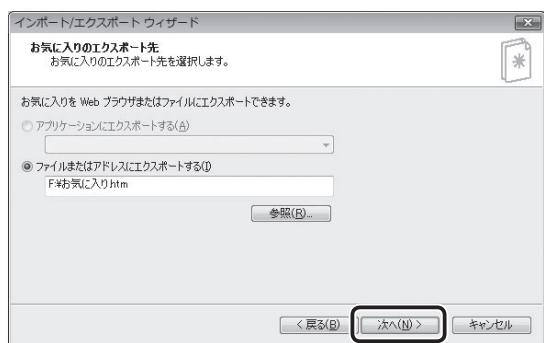 インポート/エクスポート ウィザード
お気に入りのエクスポート先
お気に入りのエクスポート先を選択します。
お気に入りを Web ブラウザまたはファイルにエクスポートできます。
アプリケーションにエクスポートする(A)
ファイルまたはアドレスにエクスポートする(I)
F:¥お気に入り.htm
参照(R)...
< 戻る(B) 次へ(N) > キャンセル